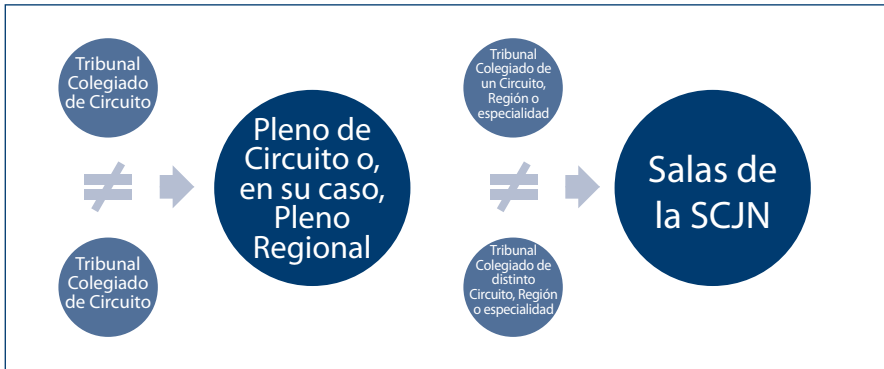 Tribunal
Colegiado
de Circuito
≠
Tribunal
Colegiado
de Circuito
Pleno de
Circuito o,
en su caso,
Pleno
Regional
Tribunal
Colegiado de
un Circuito,
Región o
especialidad
≠
Tribunal
Colegiado de
distinto
Circuito, Región
o especialidad
Salas de
la SCJN